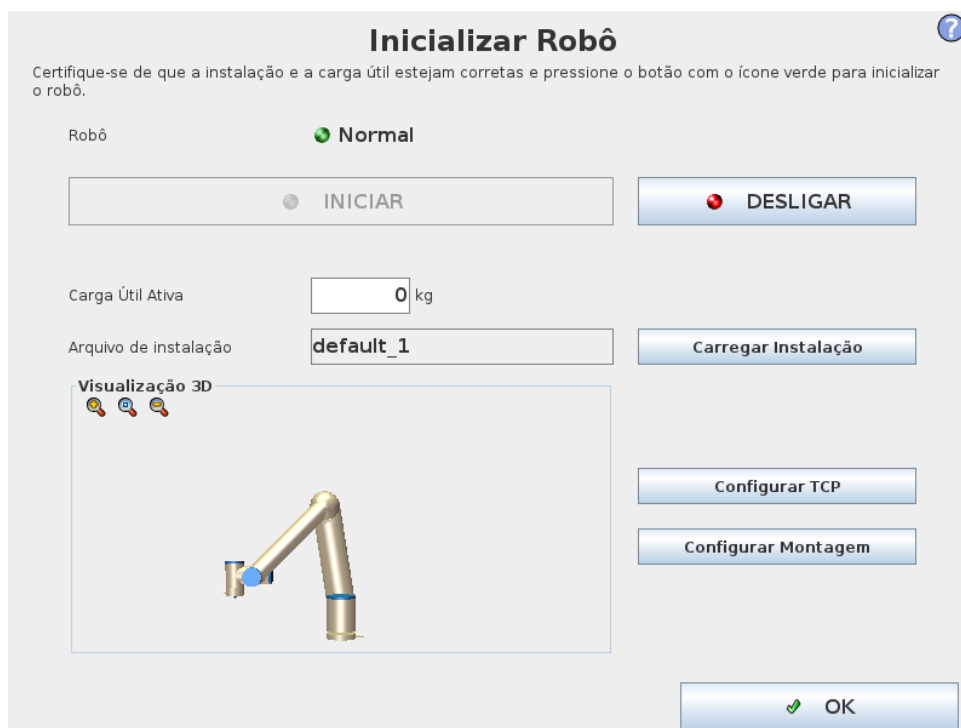 Inicializar Robô
?
Certifique-se de que a instalação e a carga útil estejam corretas e pressione o botão com o ícone verde para inicializar
o robô.
Robô
Normal
INICIAR
DESLIGAR
Carga Útil Ativa
0 kg
Arquivo de instalação
default_1
Carregar Instalação
Visualização 3D
Configurar TCP
Configurar Montagem
OK